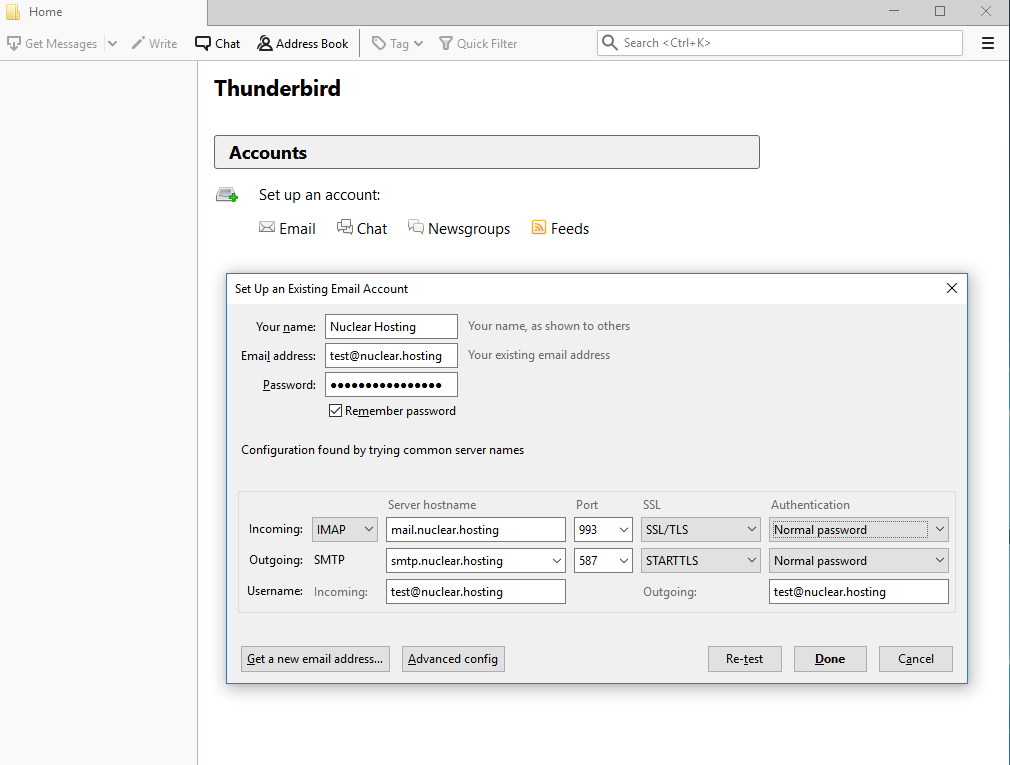 Home
Get Messages Write Chat Address Book Tag Quick Filter Search <Ctrl+K>
Thunderbird
Accounts
Set up an account:
Email Chat Newsgroups Feeds
Set Up an Existing Email Account
Your name: Nuclear Hosting Your name, as shown to others
Email address: test@nuclear.hosting Your existing email address
Password: ●●●●●●●●●●●●●●●●
Remember password
Configuration found by trying common server names
Server hostname Port SSL Authentication
Incoming: IMAP mail.nuclear.hosting 993 SSL/TLS Normal password
Outgoing: SMTP smtp.nuclear.hosting 587 STARTTLS Normal password
Username: Incoming: test@nuclear.hosting Outgoing: test@nuclear.hosting
Get a new email address... Advanced config Re-test Done Cancel